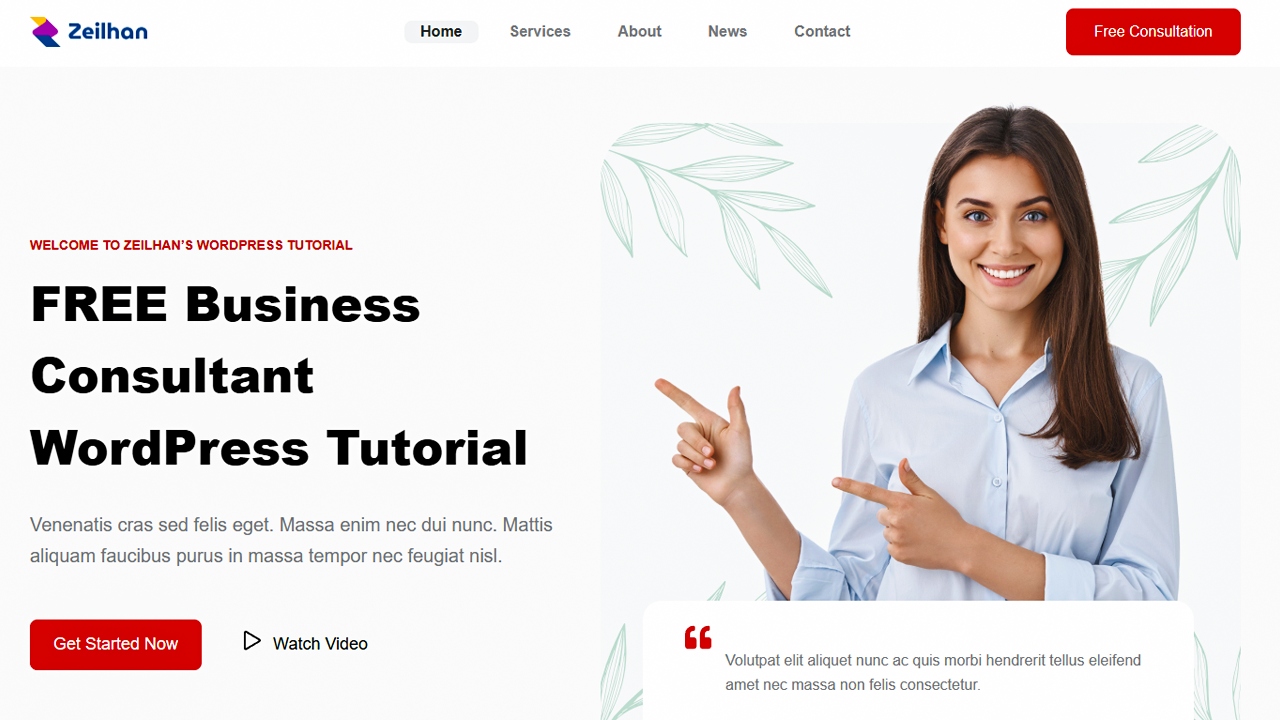 Zeilhan
Home
Services
About
News
Contact
Free Consultation
WELCOME TO ZEILHAN’S WORDPRESS TUTORIAL
FREE Business
Consultant
WordPress Tutorial
Venenatis cras sed felis eget. Massa enim nec dui nunc. Mattis
aliquam faucibus purus in massa tempor nec feugiat nisl.
Get Started Now
Watch Video
“
Volutpat elit aliquet nunc ac quis morbi hendrerit tellus eleifend
amet nec massa non felis consectetur.